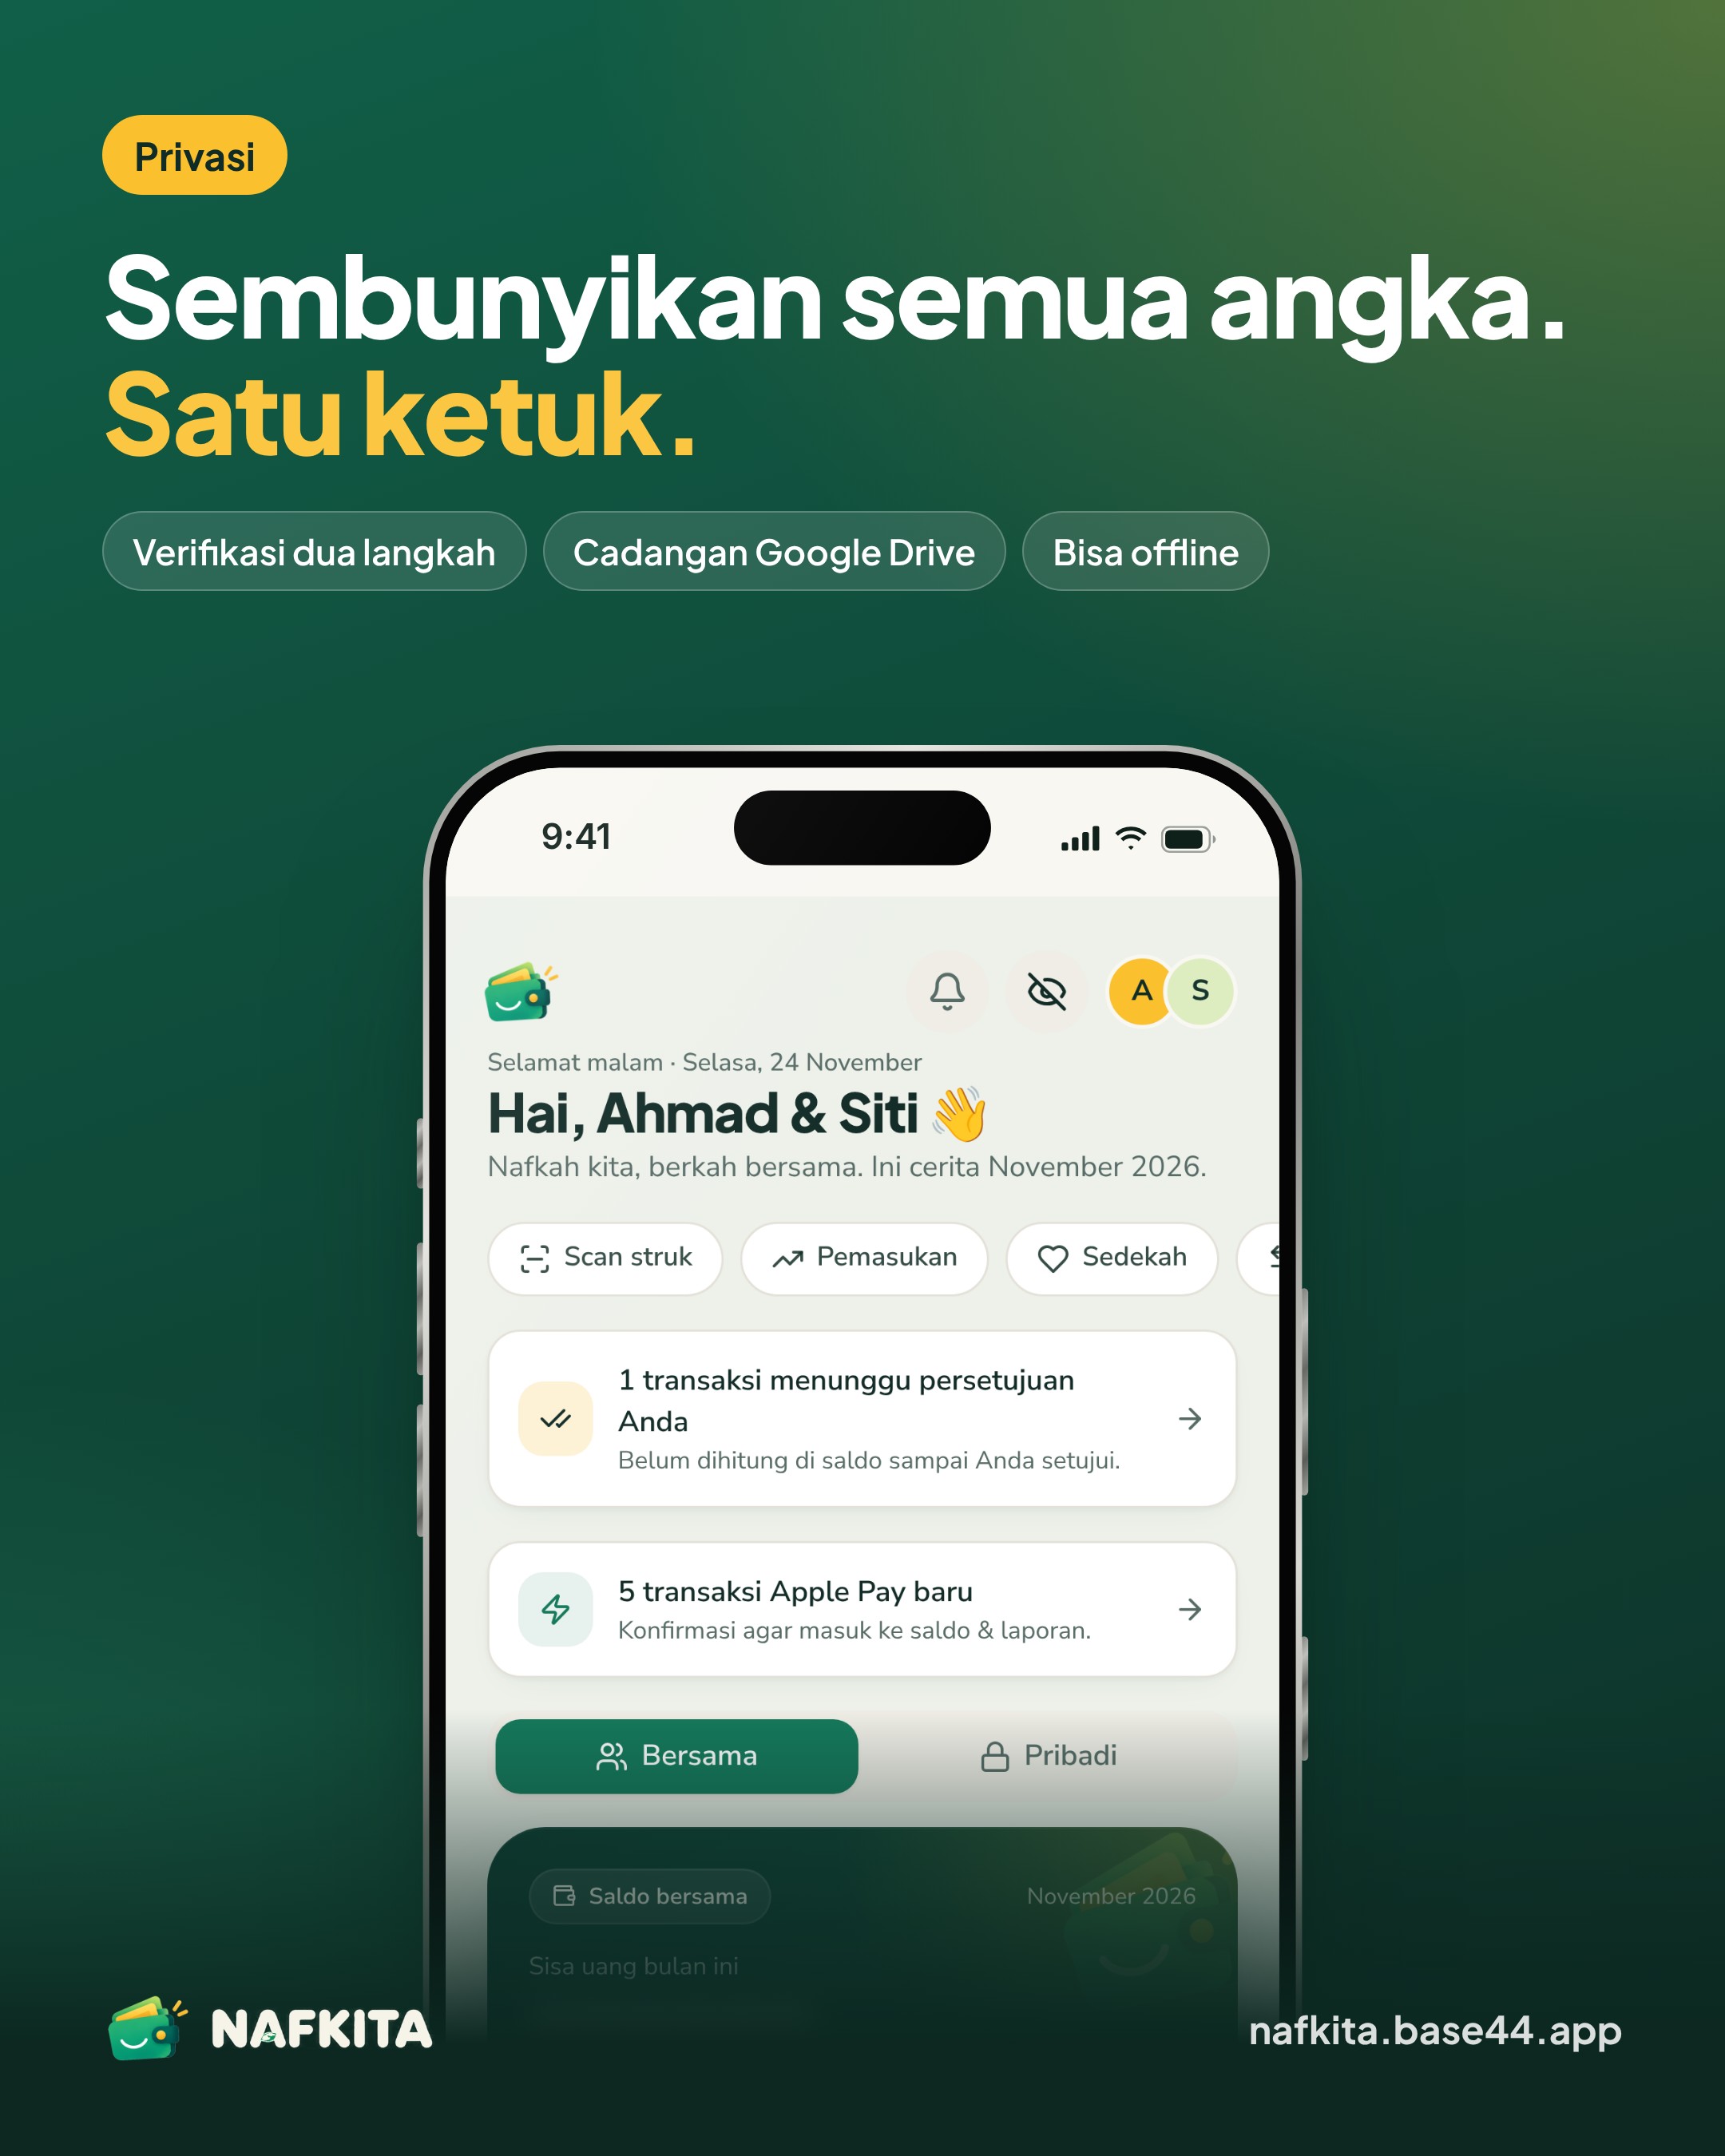 Privasi
Sembunyikan semua angka.
Satu ketuk.
Verifikasi dua langkah
Cadangan Google Drive
Bisa offline
9:41
A
S
Selamat malam · Selasa, 24 November
Hai, Ahmad & Siti 👋
Nafkah kita, berkah bersama. Ini cerita November 2026.
Scan struk
Pemasukan
Sedekah
1 transaksi menunggu persetujuan
Anda
Belum dihitung di saldo sampai Anda setujui.
5 transaksi Apple Pay baru
Konfirmasi agar masuk ke saldo & laporan.
Bersama
Pribadi
Saldo bersama
November 2026
Sisa uang bulan ini
NAFKITA
nafkita.base44.app